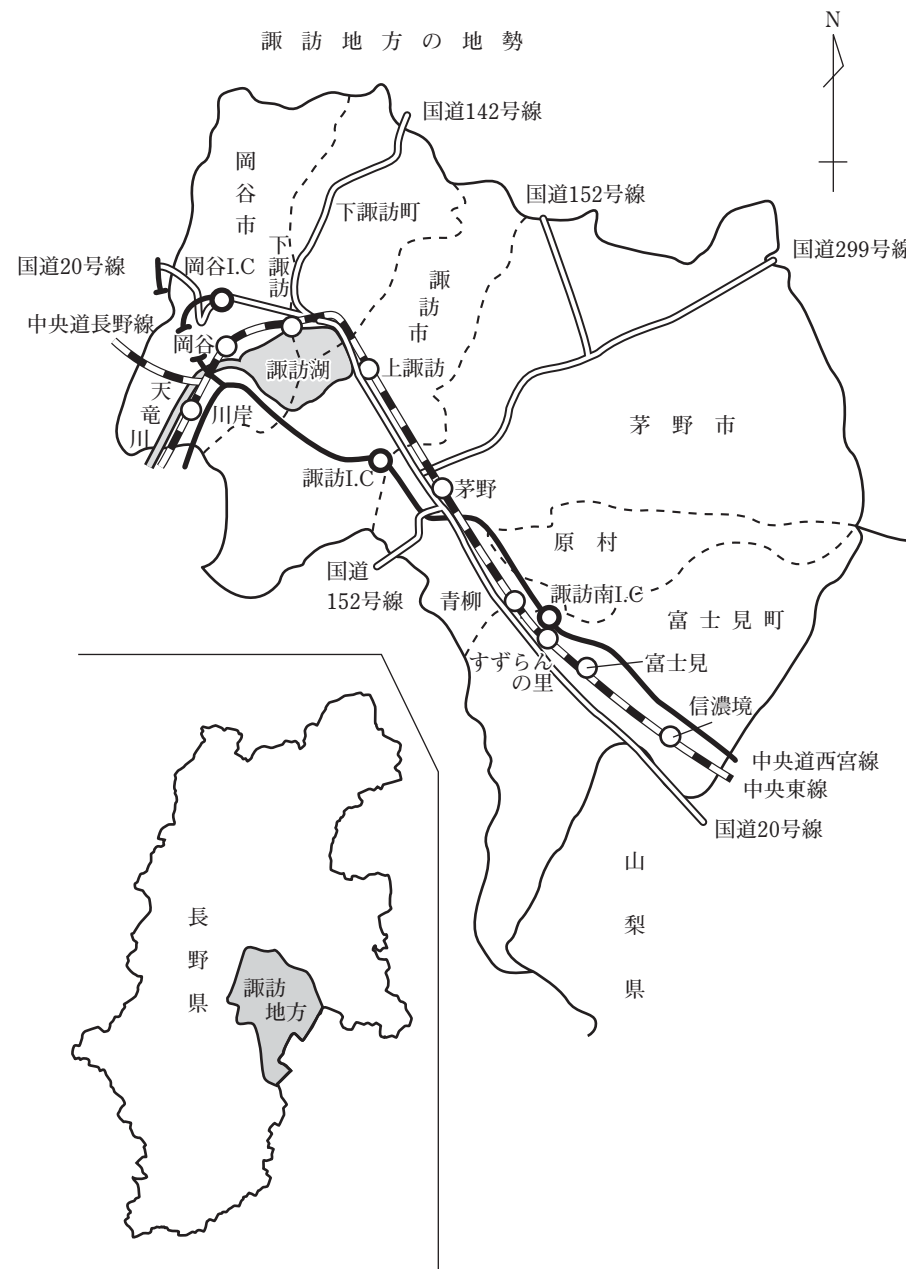 諏訪地方の地勢
N
国道142号線
岡谷市
国道152号線
下諏訪町
国道299号線
下諏訪
諏訪市
国道20号線
岡谷I.C
中央道長野線
岡谷
諏訪湖
上諏訪
天竜川
川岸
茅野市
諏訪I.C
茅野
原村
国道
152号線
青柳
諏訪南I.C
富士見町
すずらん
の里
富士見
信濃境
中央道西宮線
中央東線
国道20号線
山梨県
長野県
諏訪
地方